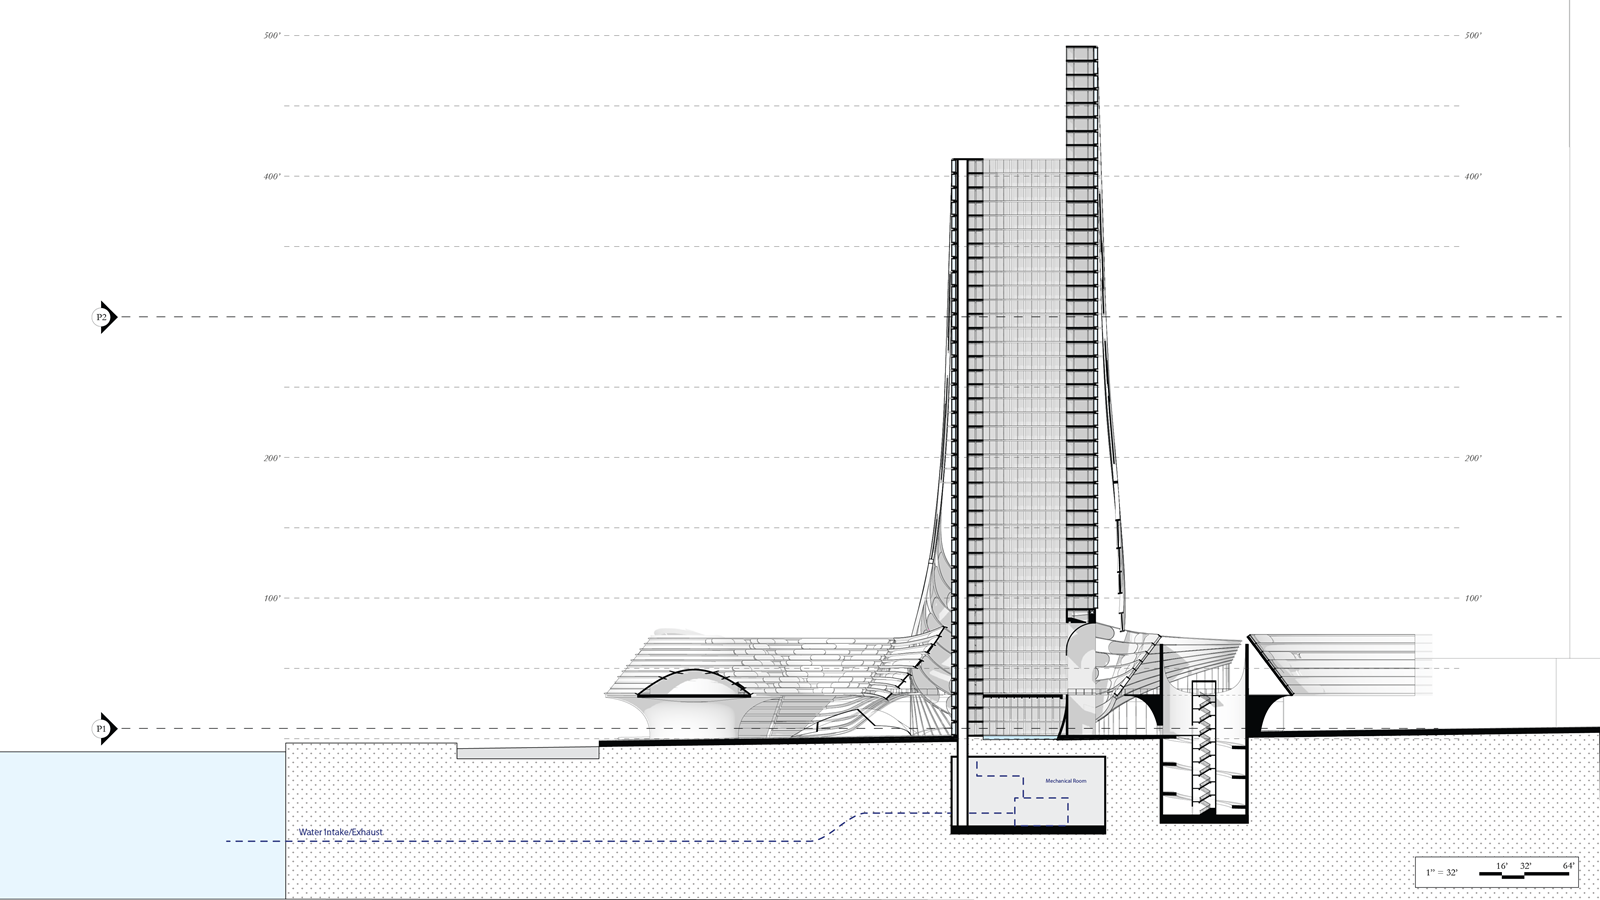 500' 500'
400' 400'
P2
200' 200'
100' 100'
P1
Mechanical Room
Water Intake/Exhaust
16' 32' 64'
1" = 32'